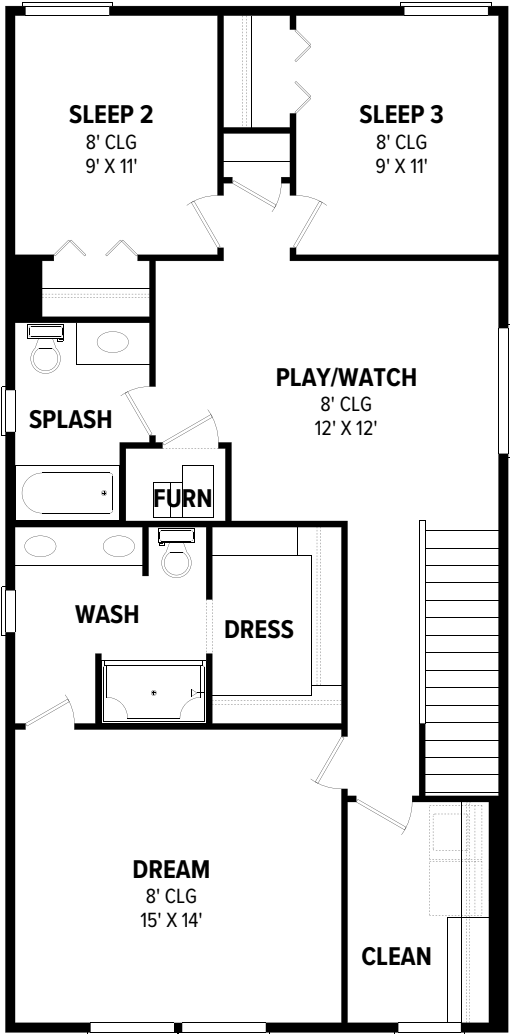 SLEEP 2
8' CLG
9' X 11'
SLEEP 3
8' CLG
9' X 11'
PLAY/WATCH
8' CLG
12' X 12'
SPLASH
FURN
WASH
DRESS
DREAM
8' CLG
15' X 14'
CLEAN